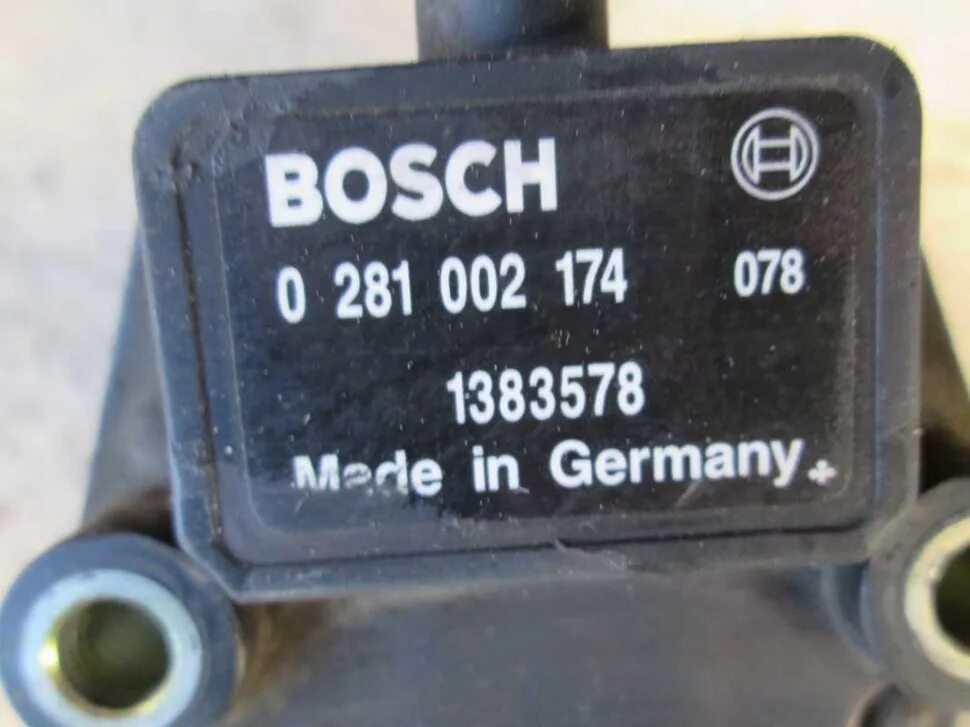 BOSCH
0 281 002 174 078
1383578
Made in Germany +